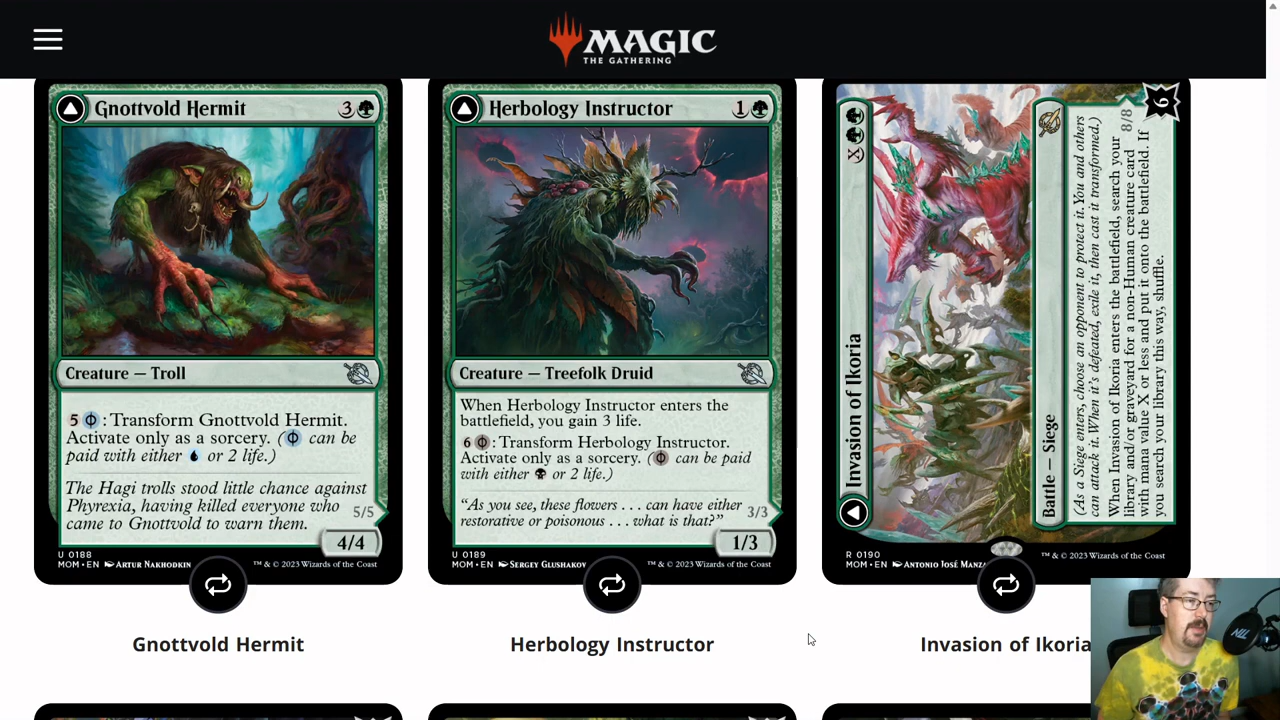 MAGIC
THE GATHERING
Gnottvold Hermit
3
Creature — Troll
5 : Transform Gnottvold Hermit.
Activate only as a sorcery. ( can be
paid with either or 2 life.)
The Hagi trolls stood little chance against
Phyrexia, having killed everyone who
came to Gnottvold to warn them.
5/5
4/4
U 0188
MOM • EN ARTUR NAKHODKIN
™ & © 2023 Wizards of the Coast
Gnottvold Hermit
Herbology Instructor
1
Creature — Treefolk Druid
When Herbology Instructor enters the
battlefield, you gain 3 life.
6 : Transform Herbology Instructor.
Activate only as a sorcery. ( can be paid
with either or 2 life.)
“As you see, these flowers . . . can have either
restorative or poisonous . . . what is that?”
3/3
1/3
U 0189
MOM • EN SERGEY GLUSHAKOV
™ & © 2023 Wizards of the Coast
Herbology Instructor
Invasion of Ikoria
X
Battle — Siege
(As a Siege enters, choose an opponent to protect it. You and others
can attack it. When it's defeated, exile it, then cast it transformed.)
When Invasion of Ikoria enters the battlefield, search your
library and/or graveyard for a non-Human creature card
with mana value X or less and put it onto the battlefield. If
you search your library this way, shuffle.
8/8
6
R 0190
MOM • EN ANTONIO JOSÉ MANZA
™ & © 2023 Wizards of the Coast
Invasion of Ikoria